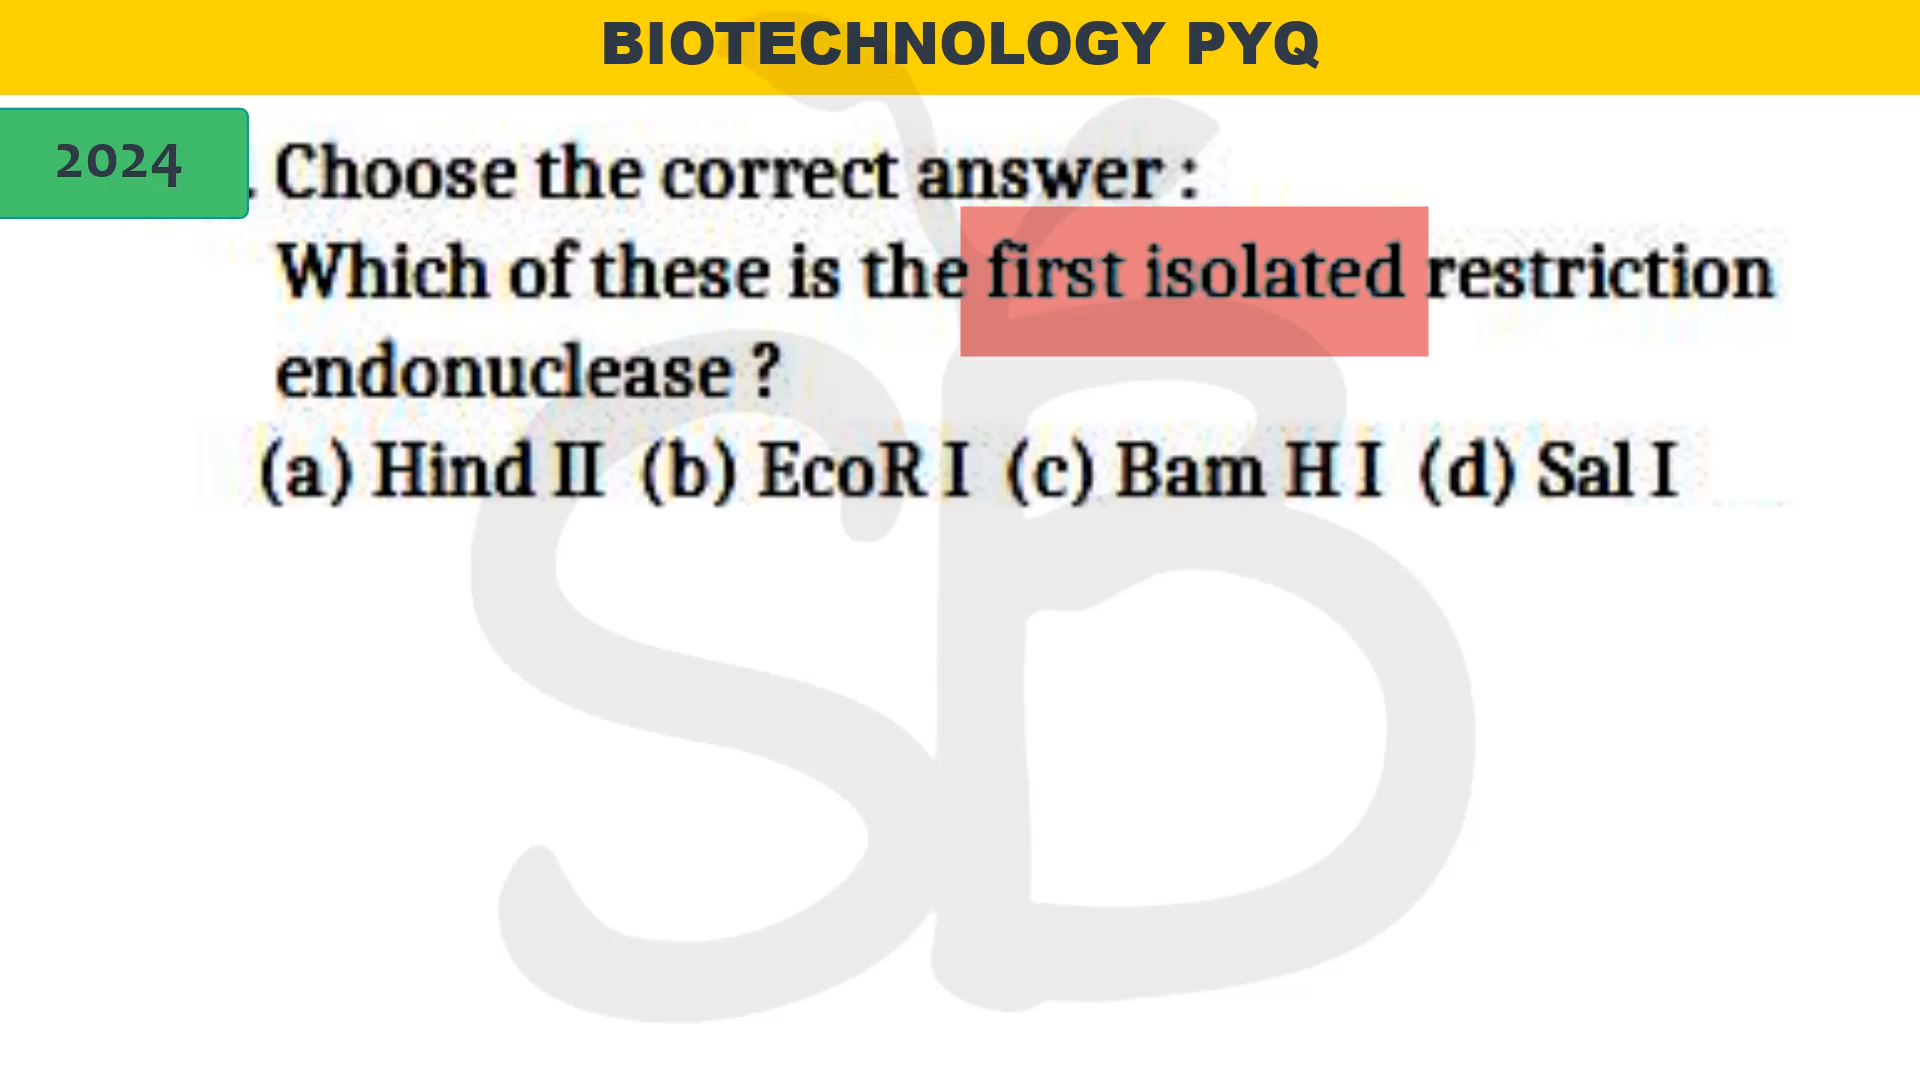 BIOTECHNOLOGY PYQ
2024
. Choose the correct answer :
Which of these is the first isolated restriction
endonuclease ?
(a) Hind II (b) EcoR I (c) Bam H I (d) Sal I
SB